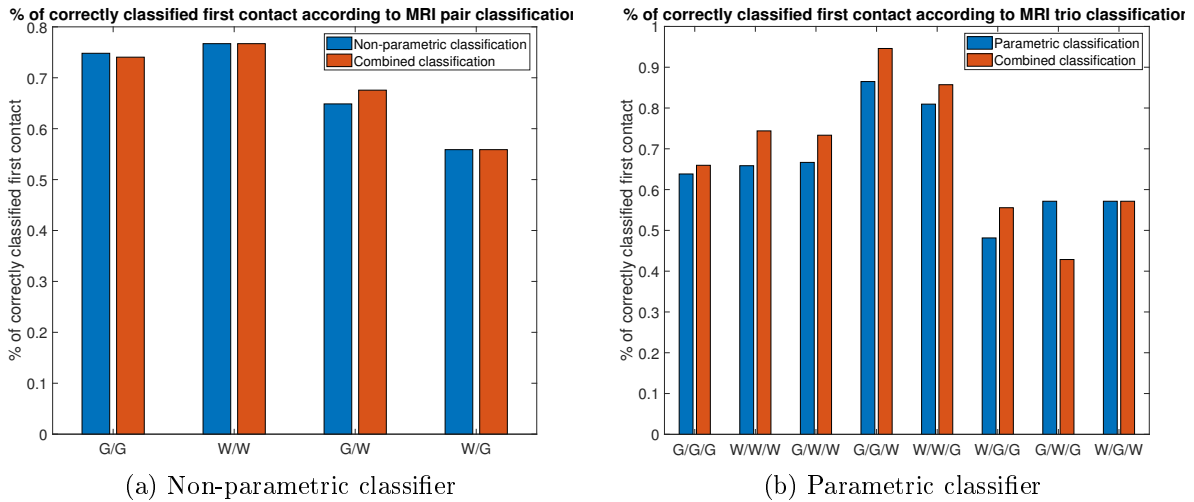 % of correctly classified first contact according to MRI pair classification
% of correctly classified first contact
0.8
0.7
0.6
0.5
0.4
0.3
0.2
0.1
0
Non-parametric classification
Combined classification
G/G W/W G/W W/G
(a) Non-parametric classifier
% of correctly classified first contact according to MRI trio classification
% of correctly classified first contact
1
0.9
0.8
0.7
0.6
0.5
0.4
0.3
0.2
0.1
0
Parametric classification
Combined classification
G/G/G W/W/W G/W/W G/G/W W/W/G W/G/G G/W/G W/G/W
(b) Parametric classifier